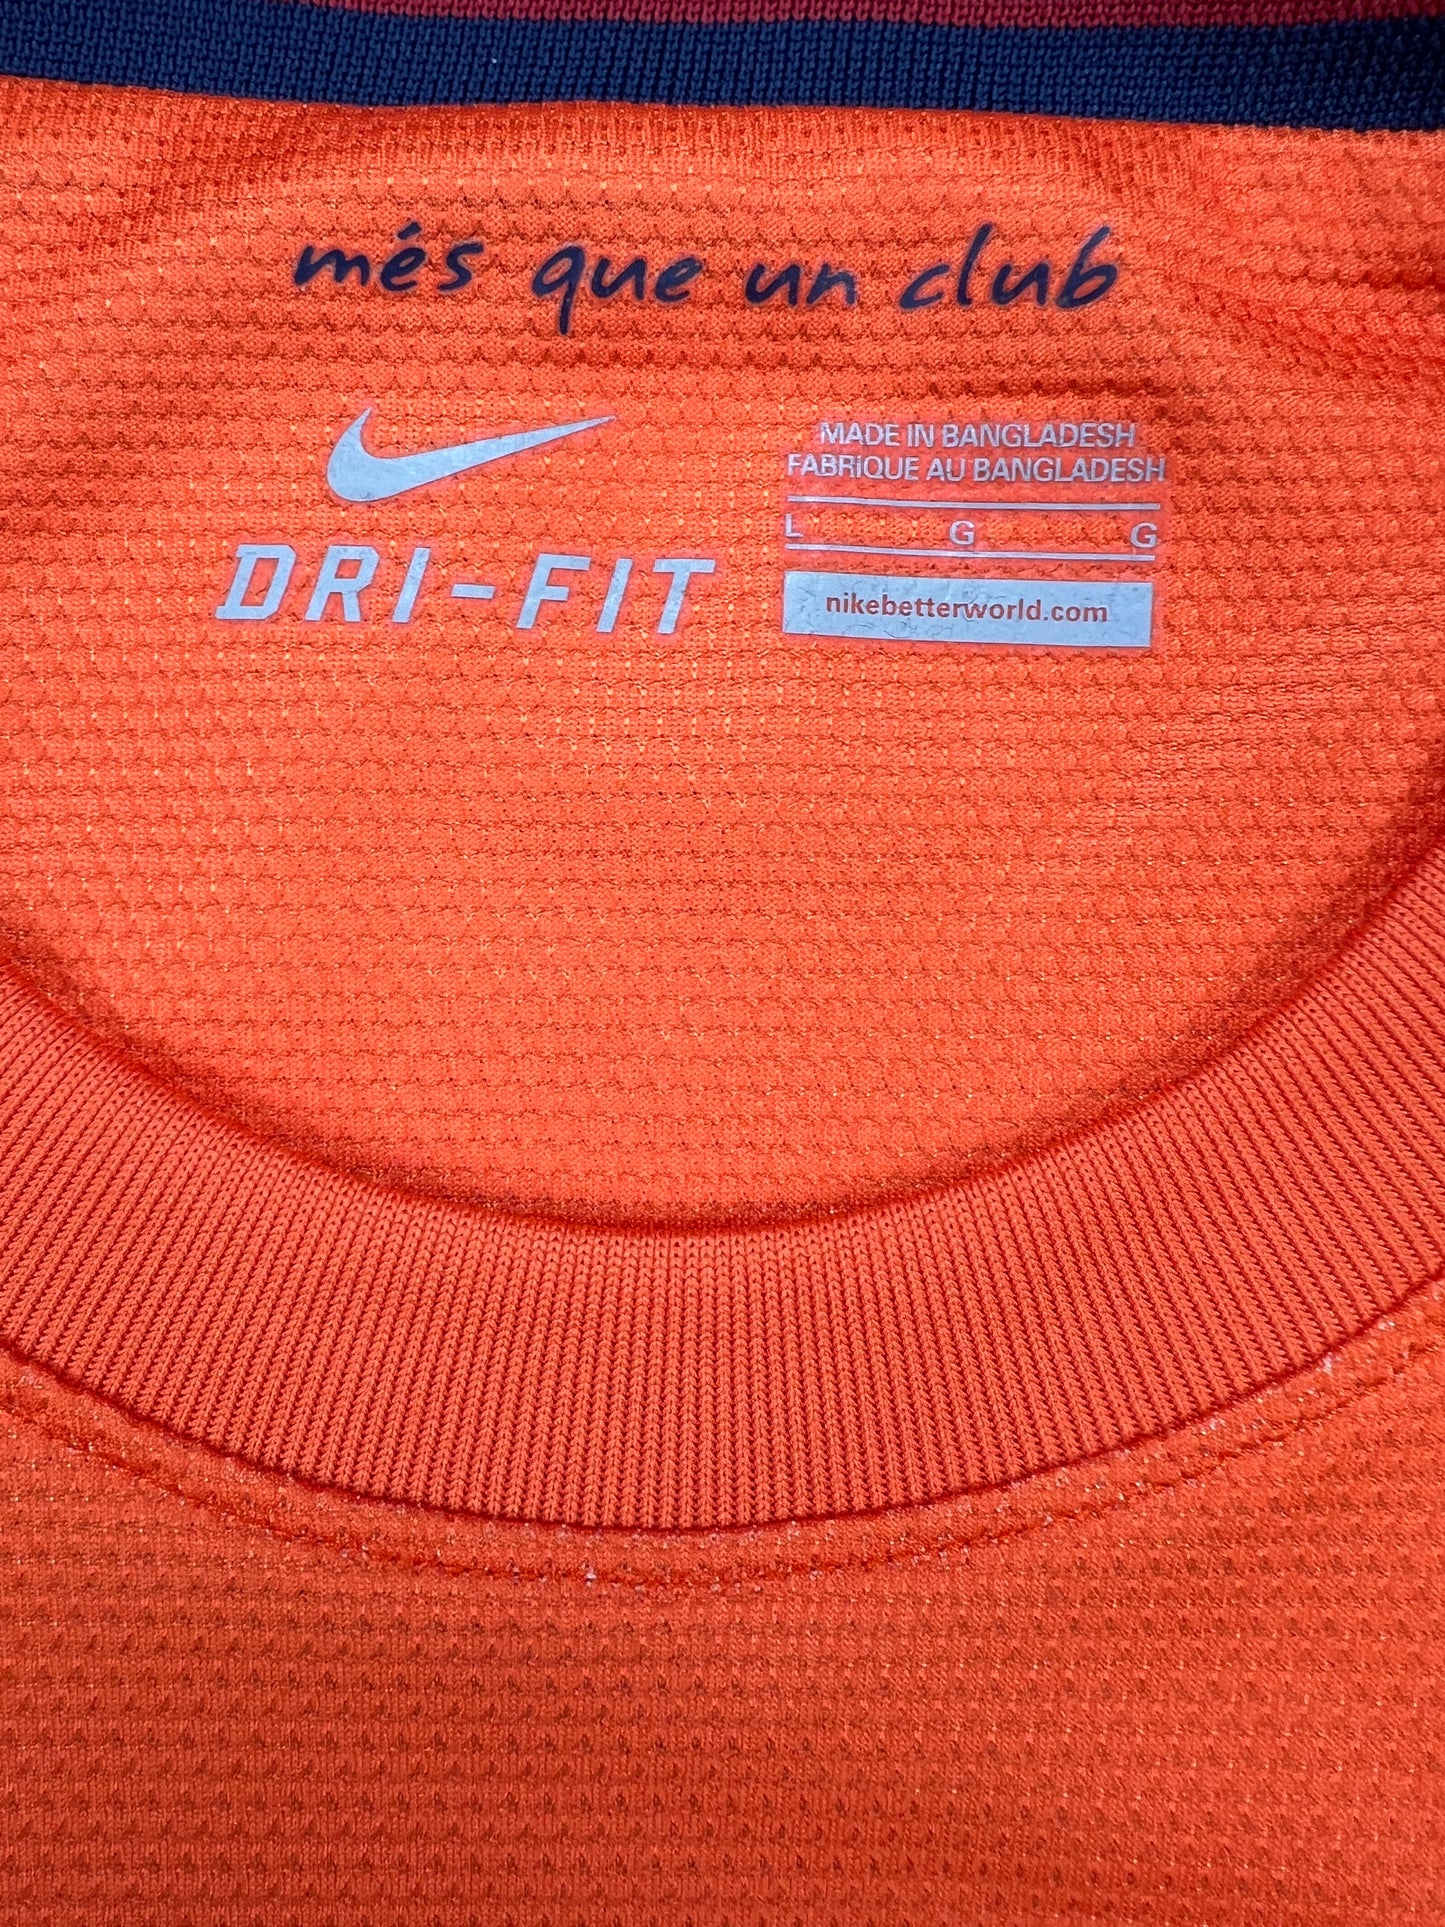 més que un club
DRI-FIT
MADE IN BANGLADESH
FABRIQUE AU BANGLADESH
L G G
nikebetterworld.com